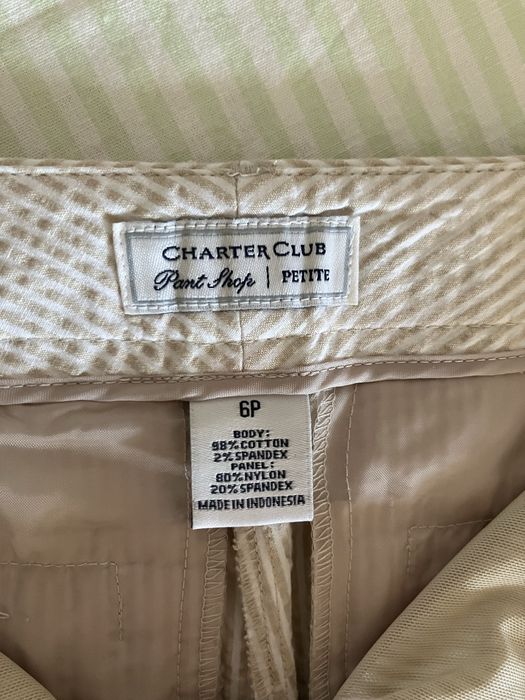 CHARTER CLUB
Pant Shop | PETITE
6P
BODY:
98% COTTON
2% SPANDEX
PANEL:
80% NYLON
20% SPANDEX
MADE IN INDONESIA